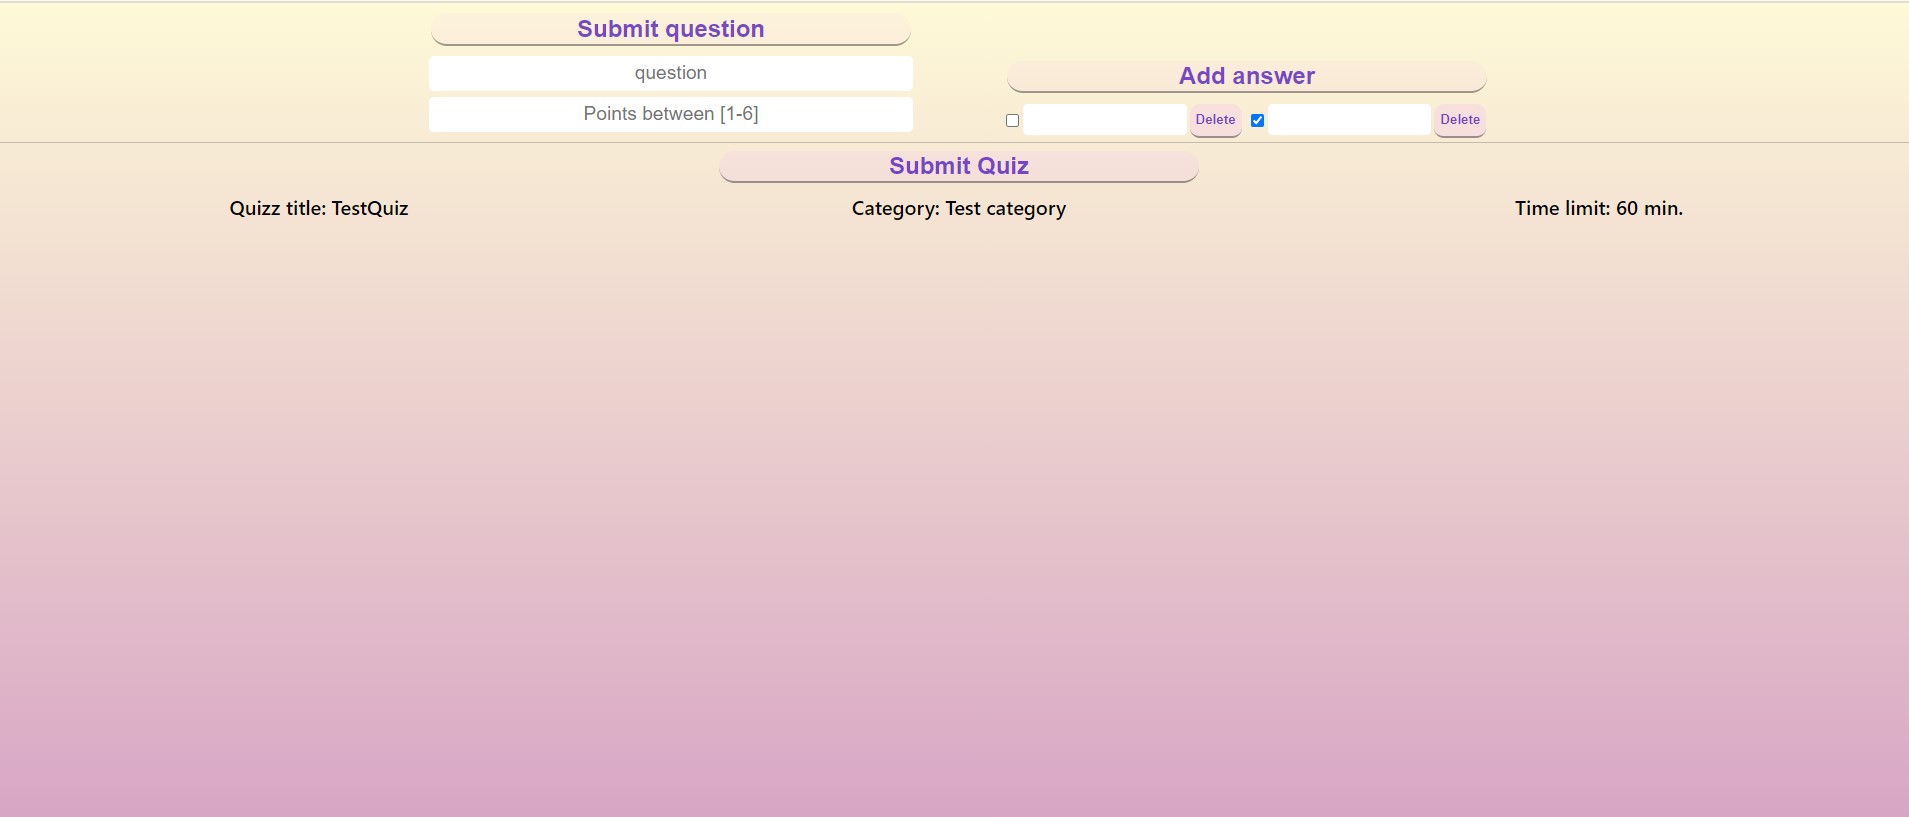 Submit question
question
Points between [1-6]
Add answer
Delete
Delete
Submit Quiz
Quizz title: TestQuiz
Category: Test category
Time limit: 60 min.